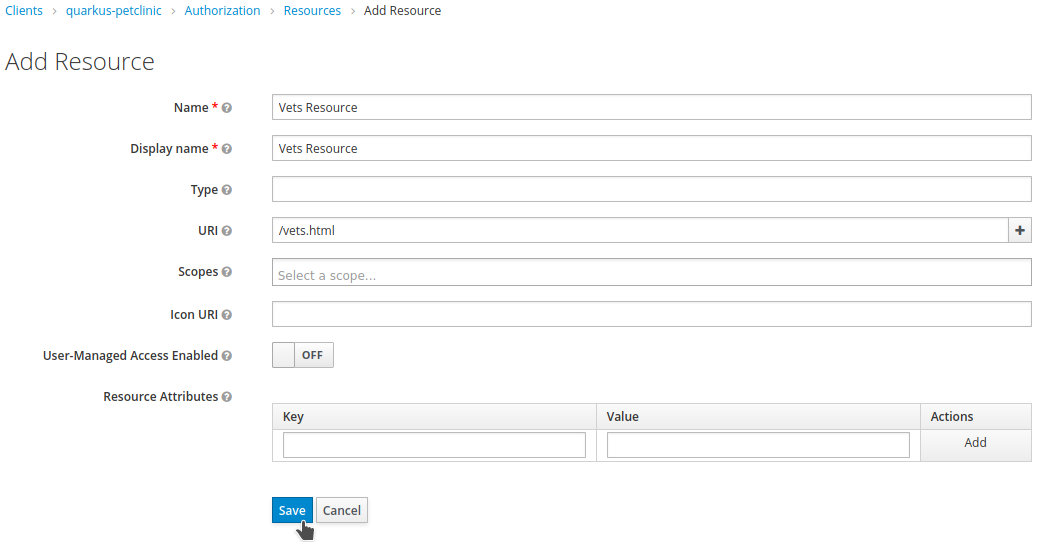 Clients > quarkus-petclinic > Authorization > Resources > Add Resource
Add Resource
Name * Vets Resource
Display name * Vets Resource
Type
URI /vets.html +
Scopes Select a scope...
Icon URI
User-Managed Access Enabled OFF
Resource Attributes
Key Value Actions
Add
Save Cancel